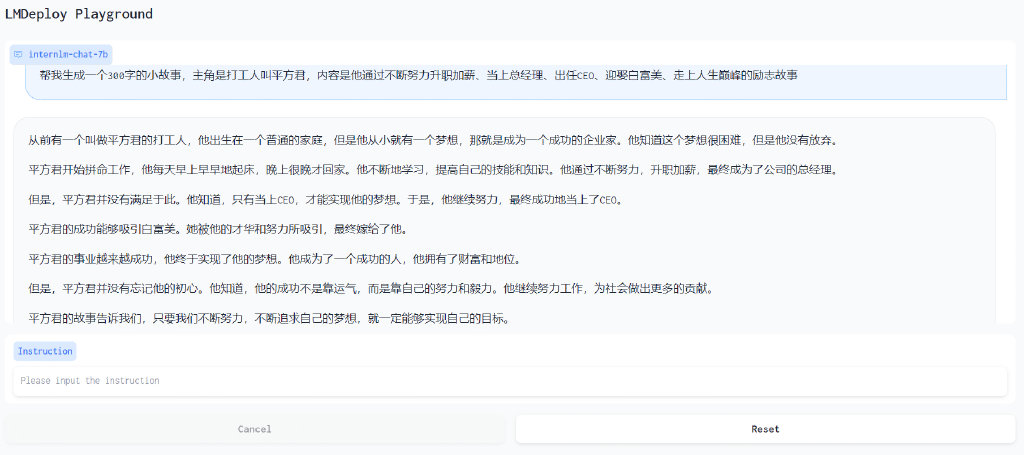 LMDeploy Playground
internlm-chat-7b
帮我生成一个300字的小故事，主角是打工人叫平方君，内容是他通过不断努力升职加薪、当上总经理、出任CEO、迎娶白富美、走上人生巅峰的励志故事
从前有一个叫做平方君的打工人，他出生在一个普通的家庭，但是他从小就有一个梦想，那就是成为一个成功的企业家。他知道这个梦想很困难，但是他没有放弃。
平方君开始拼命工作，他每天早上早早地起床，晚上很晚才回家。他不断地学习，提高自己的技能和知识。他通过不断努力，升职加薪，最终成为了公司的总经理。
但是，平方君并没有满足于此。他知道，只有当上CEO，才能实现他的梦想。于是，他继续努力，最终成功地当上了CEO。
平方君的成功能够吸引白富美。她被他的才华和努力所吸引，最终嫁给了他。
平方君的事业越来越成功，他终于实现了他的梦想。他成为了一个成功的人，他拥有了财富和地位。
但是，平方君并没有忘记他的初心。他知道，他的成功不是靠运气，而是靠自己的努力和毅力。他继续努力工作，为社会做出更多的贡献。
平方君的故事告诉我们，只要我们不断努力，不断追求自己的梦想，就一定能够实现自己的目标。
Instruction
Please input the instruction
Cancel
Reset